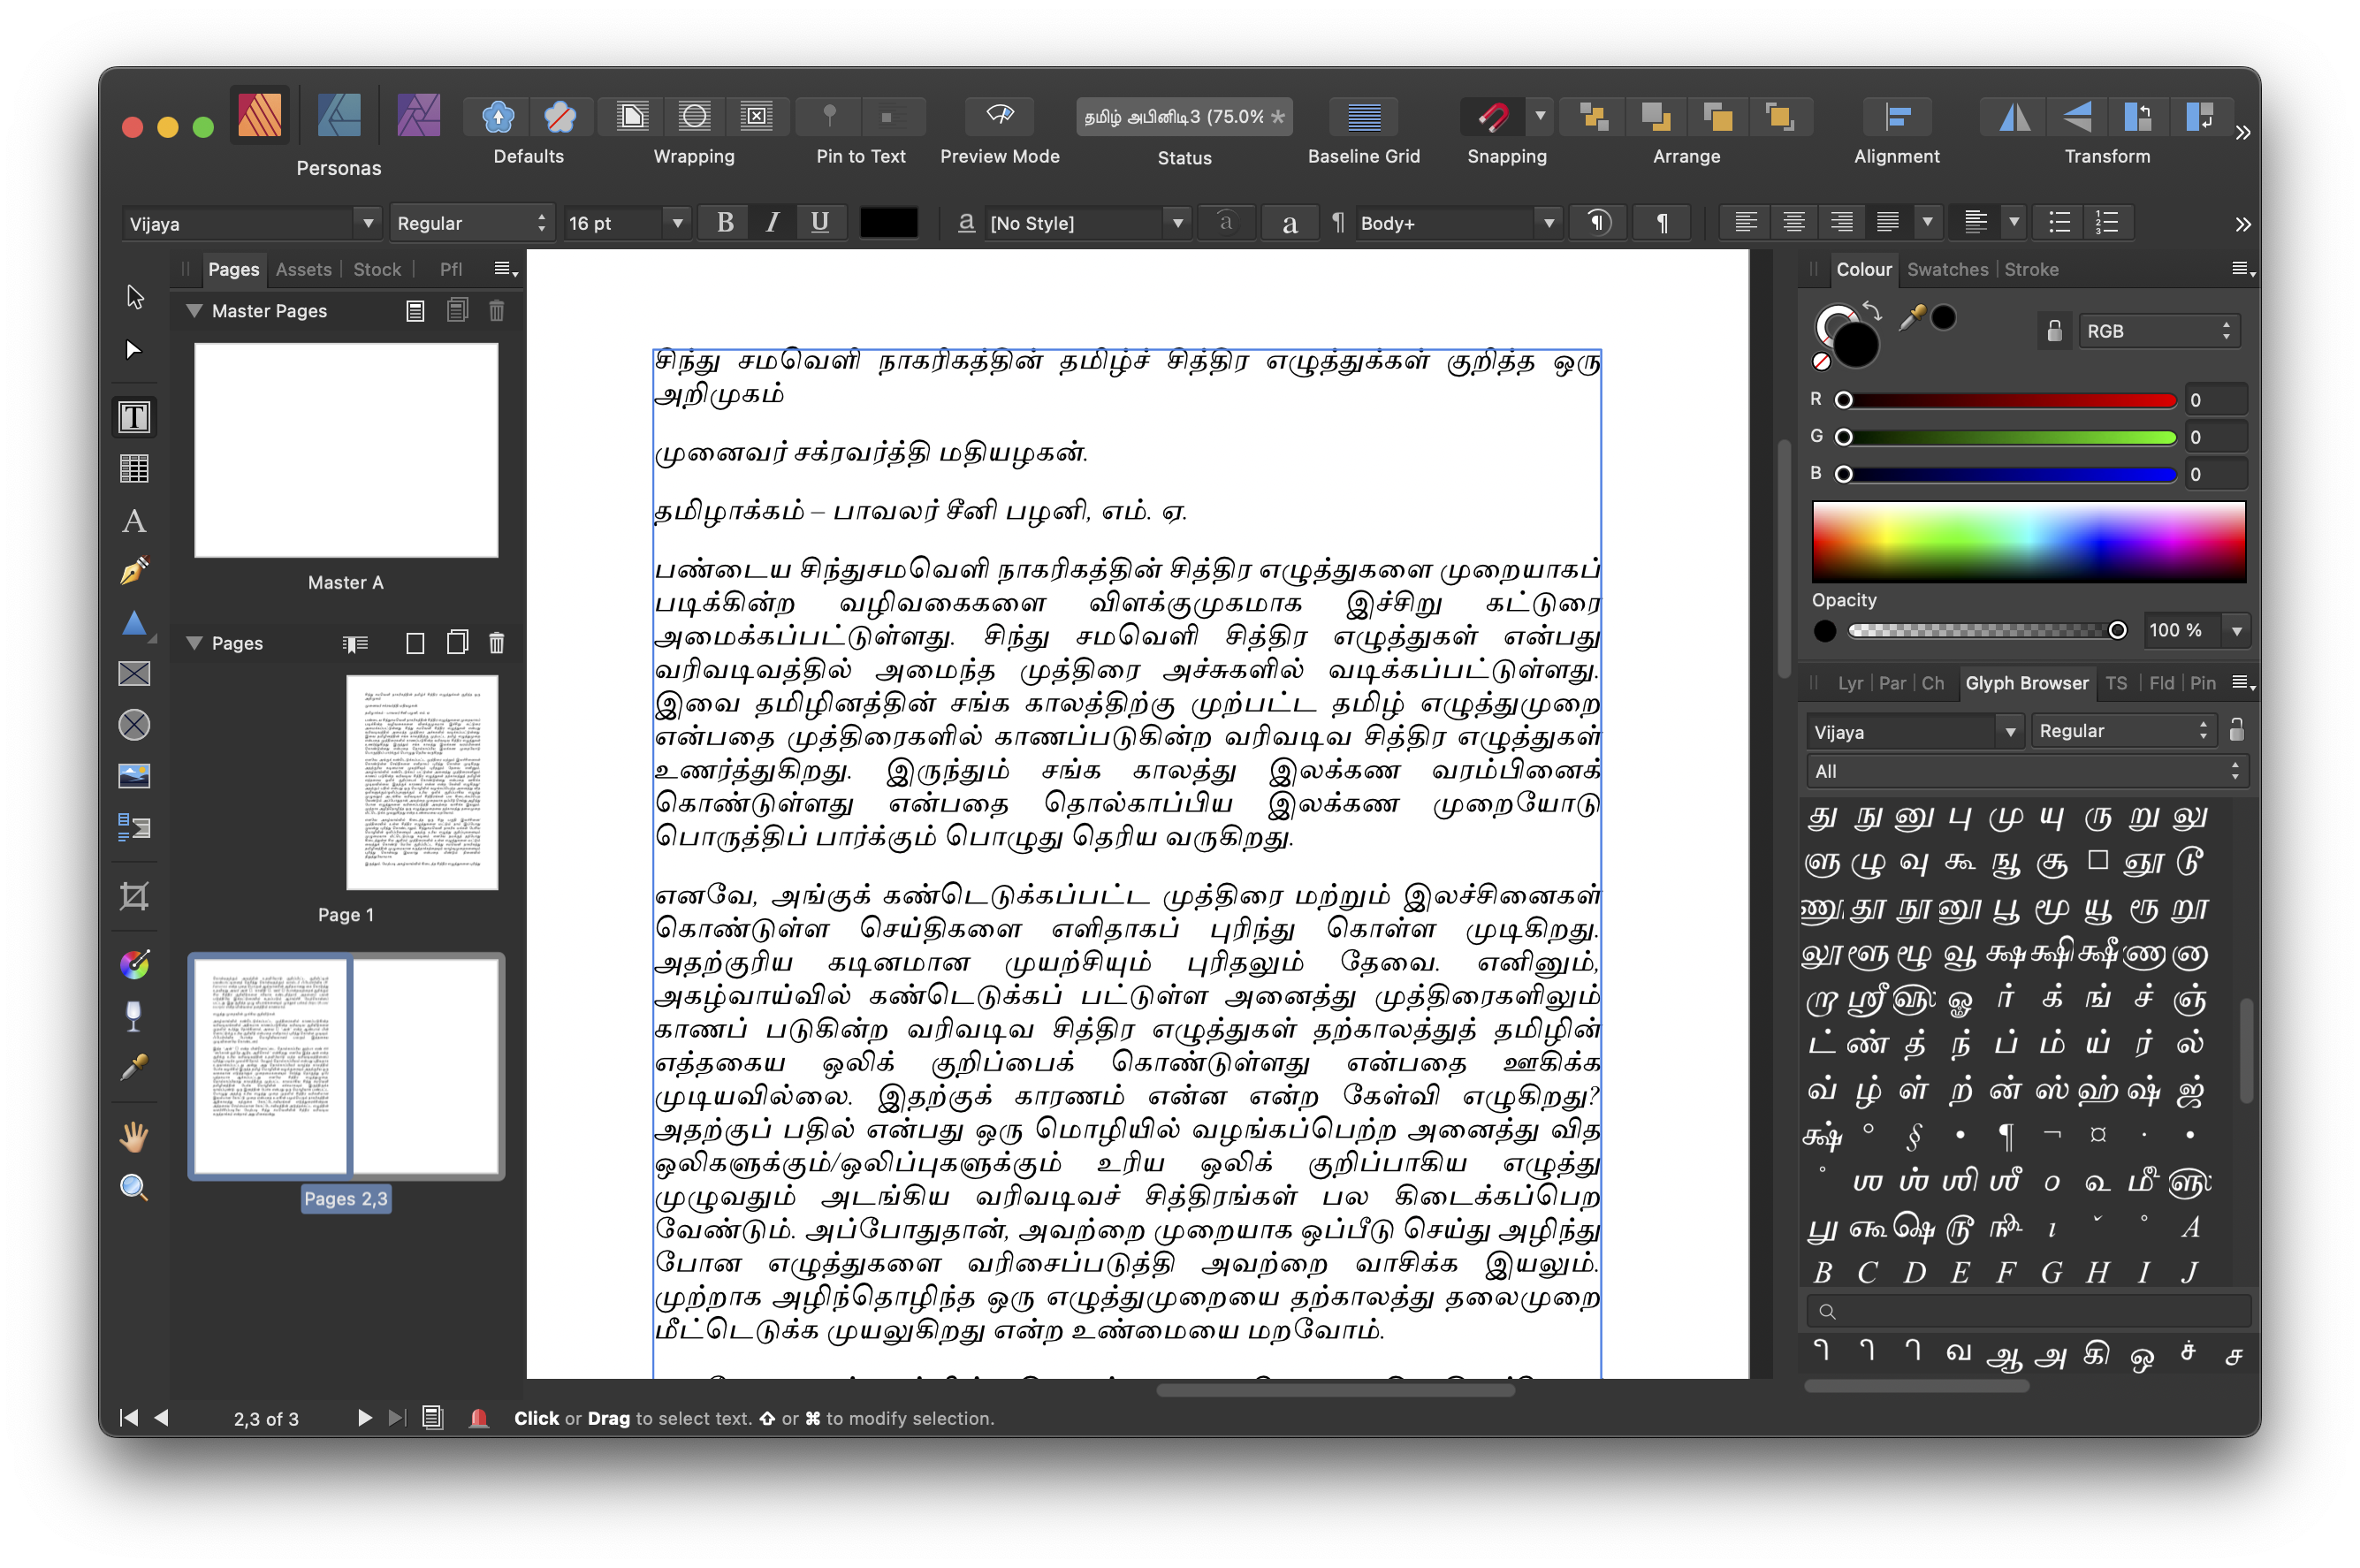 Personas
Defaults
Wrapping
Pin to Text
Preview Mode
தமிழ் அபினிடி3 (75.0% *
Status
Baseline Grid
Snapping
Arrange
Alignment
Transform
Vijaya
Regular
16 pt
B I U
a [No Style]
a a ¶ Body+
Pages Assets Stock Pfl
Master Pages
Master A
Pages
Page 1
Pages 2,3
சிந்து சமவெளி நாகரிகத்தின் தமிழ்ச் சித்திர எழுத்துக்கள் குறித்த ஒரு
அறிமுகம்
முனைவர் சக்ரவர்த்தி மதியழகன்.
தமிழாக்கம் – பாவலர் சீனி பழனி, எம். ஏ.
பண்டைய சிந்துசமவெளி நாகரிகத்தின் சித்திர எழுத்துகளை முறையாகப்
படிக்கின்ற வழிவகைகளை விளக்குமுகமாக இச்சிறு கட்டுரை
அமைக்கப்பட்டுள்ளது. சிந்து சமவெளி சித்திர எழுத்துகள் என்பது
வரிவடிவத்தில் அமைந்த முத்திரை அச்சுகளில் வடிக்கப்பட்டுள்ளது.
இவை தமிழினத்தின் சங்க காலத்திற்கு முற்பட்ட தமிழ் எழுத்துமுறை
என்பதை முத்திரைகளில் காணப்படுகின்ற வரிவடிவ சித்திர எழுத்துகள்
உணர்த்துகிறது. இருந்தும் சங்க காலத்து இலக்கண வரம்பினைக்
கொண்டுள்ளது என்பதை தொல்காப்பிய இலக்கண முறையோடு
பொருத்திப் பார்க்கும் பொழுது தெரிய வருகிறது.
எனவே, அங்குக் கண்டெடுக்கப்பட்ட முத்திரை மற்றும் இலச்சினைகள்
கொண்டுள்ள செய்திகளை எளிதாகப் புரிந்து கொள்ள முடிகிறது.
அதற்குரிய கடினமான முயற்சியும் புரிதலும் தேவை. எனினும்,
அகழ்வாய்வில் கண்டெடுக்கப் பட்டுள்ள அனைத்து முத்திரைகளிலும்
காணப் படுகின்ற வரிவடிவ சித்திர எழுத்துகள் தற்காலத்துத் தமிழின்
எத்தகைய ஒலிக் குறிப்பைக் கொண்டுள்ளது என்பதை ஊகிக்க
முடியவில்லை. இதற்குக் காரணம் என்ன என்ற கேள்வி எழுகிறது?
அதற்குப் பதில் என்பது ஒரு மொழியில் வழங்கப்பெற்ற அனைத்து வித
ஒலிகளுக்கும்/ஒலிப்புகளுக்கும் உரிய ஒலிக் குறிப்பாகிய எழுத்து
முழுவதும் அடங்கிய வரிவடிவச் சித்திரங்கள் பல கிடைக்கப்பெற
வேண்டும். அப்போதுதான், அவற்றை முறையாக ஒப்பீடு செய்து அழிந்து
போன எழுத்துகளை வரிசைப்படுத்தி அவற்றை வாசிக்க இயலும்.
முற்றாக அழிந்தொழிந்த ஒரு எழுத்துமுறையை தற்காலத்து தலைமுறை
மீட்டெடுக்க முயலுகிறது என்ற உண்மையை மறவோம்.
Colour Swatches Stroke
RGB
R 0
G 0
B 0
Opacity
100 %
Lyr Par Ch Glyph Browser TS Fld Pin
Vijaya
Regular
All
து நு னு பு மு யு ரு று லு
ளு ழு வு கூ ஙூ சூ □ ஞூ டூ
ணூ தூ நூ னூ பூ மூ யூ ரூ றூ
லூ ளூ ழூ வூ க்ஷ க்ஷி க்ஷீ
ர் க் ங் ச் ஞ்
ட் ண் த் ந் ப் ம் ய் ர் ல்
வ் ழ் ள் ற் ன் ஸ் ஹ் ஷ் ஜ்
க்ஷ் ° § • ¶ ¬ ¤ · •
A
B C D E F G H I J
வ ஆ அ கி ஒ ச் ச
2,3 of 3
Click or Drag to select text. ⇧ or ⌘ to modify selection.